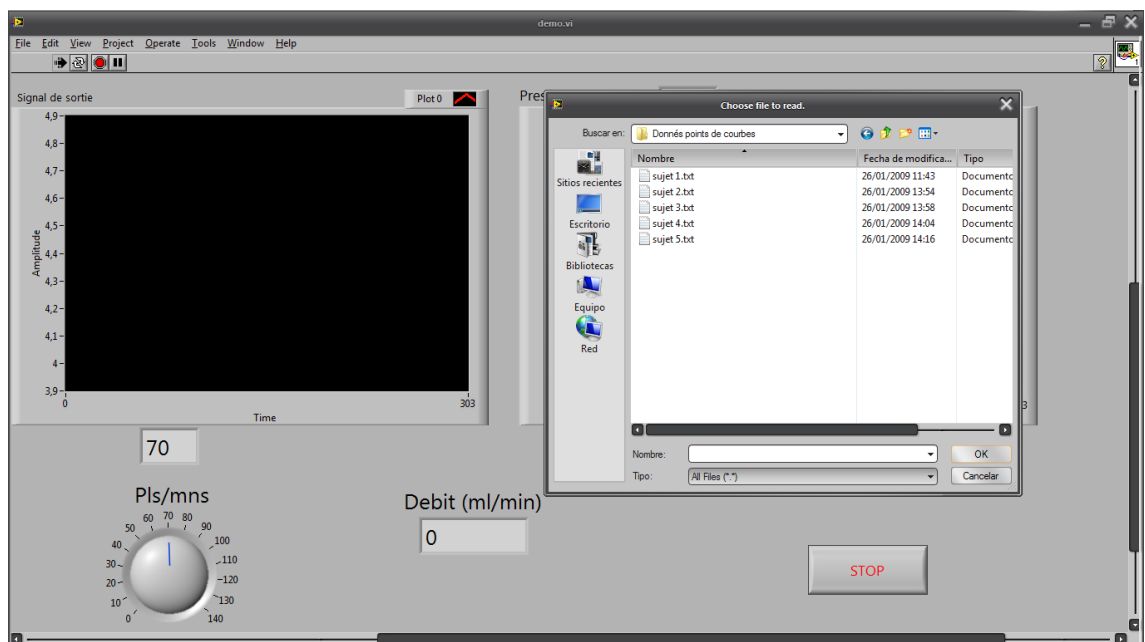 demo.vi
File Edit View Project Operate Tools Window Help
1
Signal de sortie
Plot 0
4,9
4,8
4,7
4,6
4,5
4,4
4,3
4,2
4,1
4
3,9
Amplitude
0
303
Time
70
Pls/mns
0
10
20
30
40
50
60
70
80
90
100
110
120
130
140
Debit (ml/min)
0
STOP
Pres
3
Choose file to read.
Buscar en:
Donnés points de courbes
Sitios recientes
Escritorio
Bibliotecas
Equipo
Red
Nombre Fecha de modifica... Tipo
sujet 1.txt 26/01/2009 11:43 Documento
sujet 2.txt 26/01/2009 13:54 Documento
sujet 3.txt 26/01/2009 13:58 Documento
sujet 4.txt 26/01/2009 14:04 Documento
sujet 5.txt 26/01/2009 14:16 Documento
Nombre:
OK
Tipo: All Files (*.*)
Cancelar